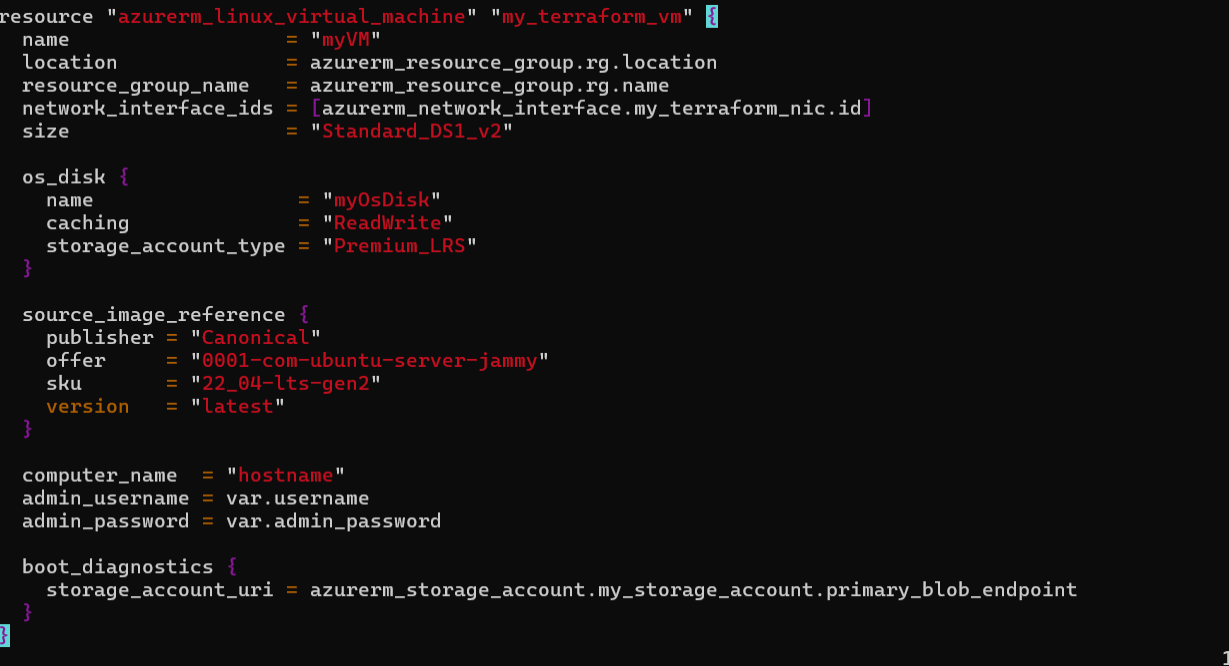 resource "azurerm_linux_virtual_machine" "my_terraform_vm" {
  name                  = "myVM"
  location              = azurerm_resource_group.rg.location
  resource_group_name   = azurerm_resource_group.rg.name
  network_interface_ids = [azurerm_network_interface.my_terraform_nic.id]
  size                  = "Standard_DS1_v2"

  os_disk {
    name                 = "myOsDisk"
    caching              = "ReadWrite"
    storage_account_type = "Premium_LRS"
  }

  source_image_reference {
    publisher = "Canonical"
    offer     = "0001-com-ubuntu-server-jammy"
    sku       = "22_04-lts-gen2"
    version   = "latest"
  }

  computer_name  = "hostname"
  admin_username = var.username
  admin_password = var.admin_password

  boot_diagnostics {
    storage_account_uri = azurerm_storage_account.my_storage_account.primary_blob_endpoint
  }
}